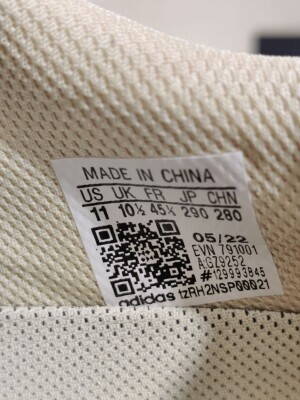 MADE IN CHINA
US UK FR JP CHN
11 10½ 45⅓ 290 280
05/22
EVN 791001
A:GZ9252
#129993845
adidas 1ZRH2NSP00021